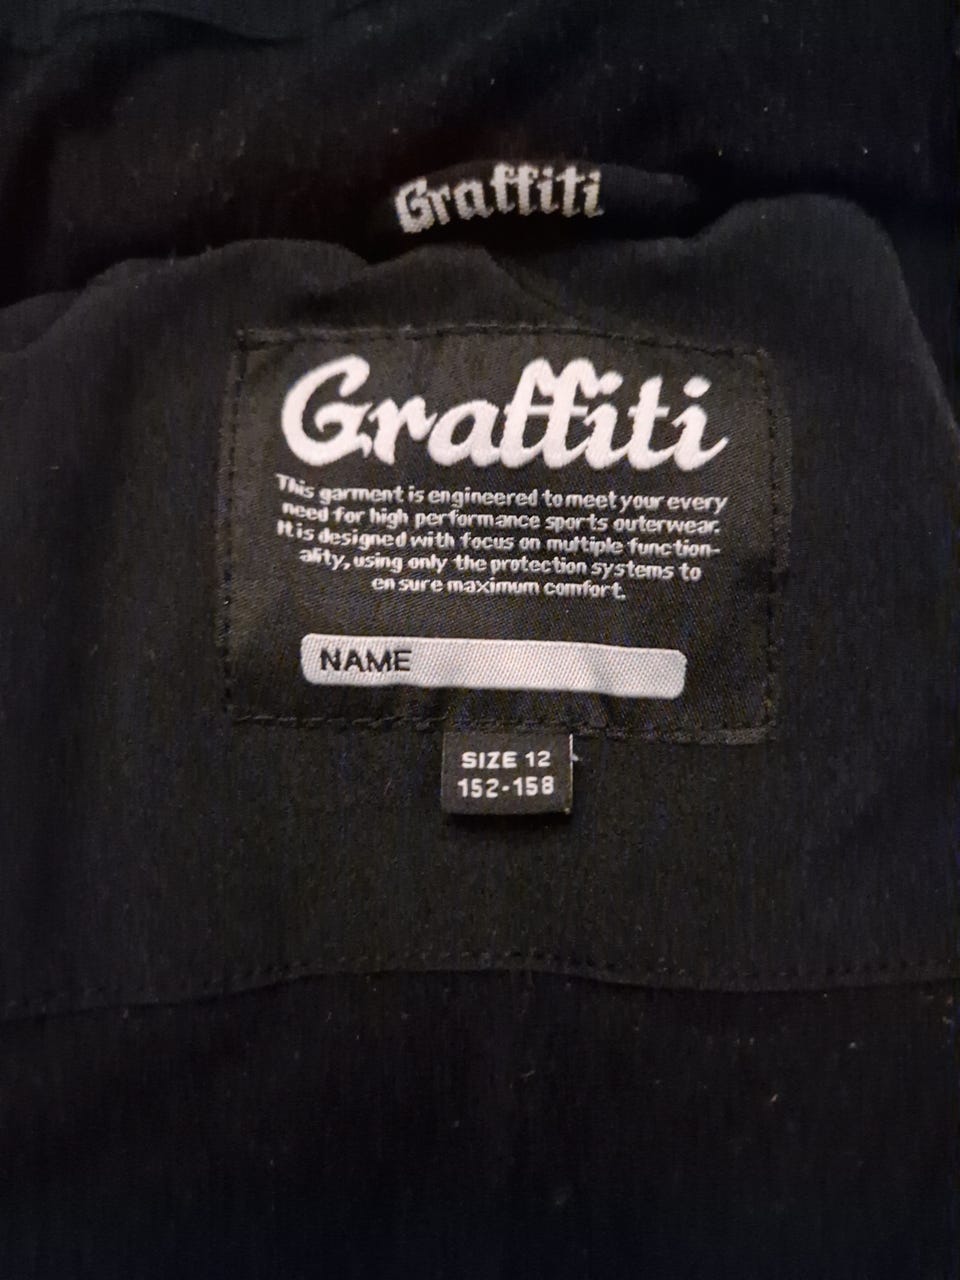 Graffiti
Graffiti
This garment is engineered to meet your every
need for high performance sports outerwear.
It is designed with focus on multiple function-
ality, using only the protection systems to
en sure maximum comfort.
NAME
SIZE 12
152-158